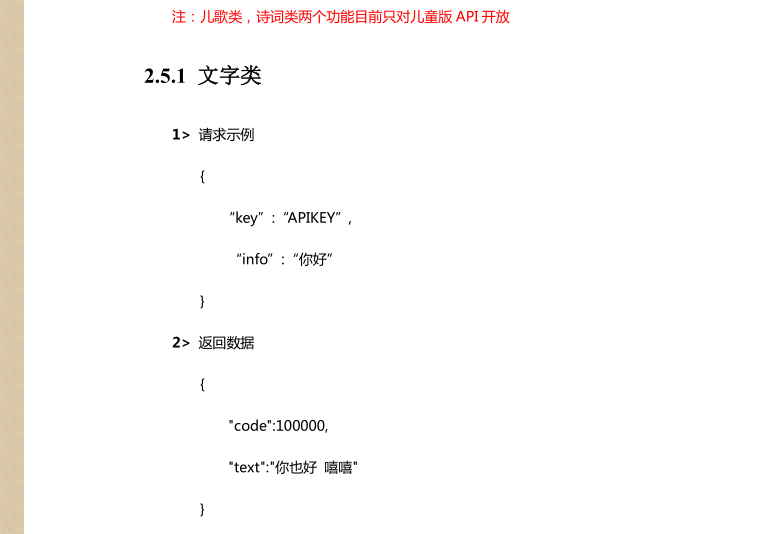 注：儿歌类，诗词类两个功能目前只对儿童版 API 开放
2.5.1 文字类
1> 请求示例
{
“key”:“APIKEY”,
“info”:“你好”
}
2> 返回数据
{
"code":100000,
"text":"你也好 嘻嘻"
}